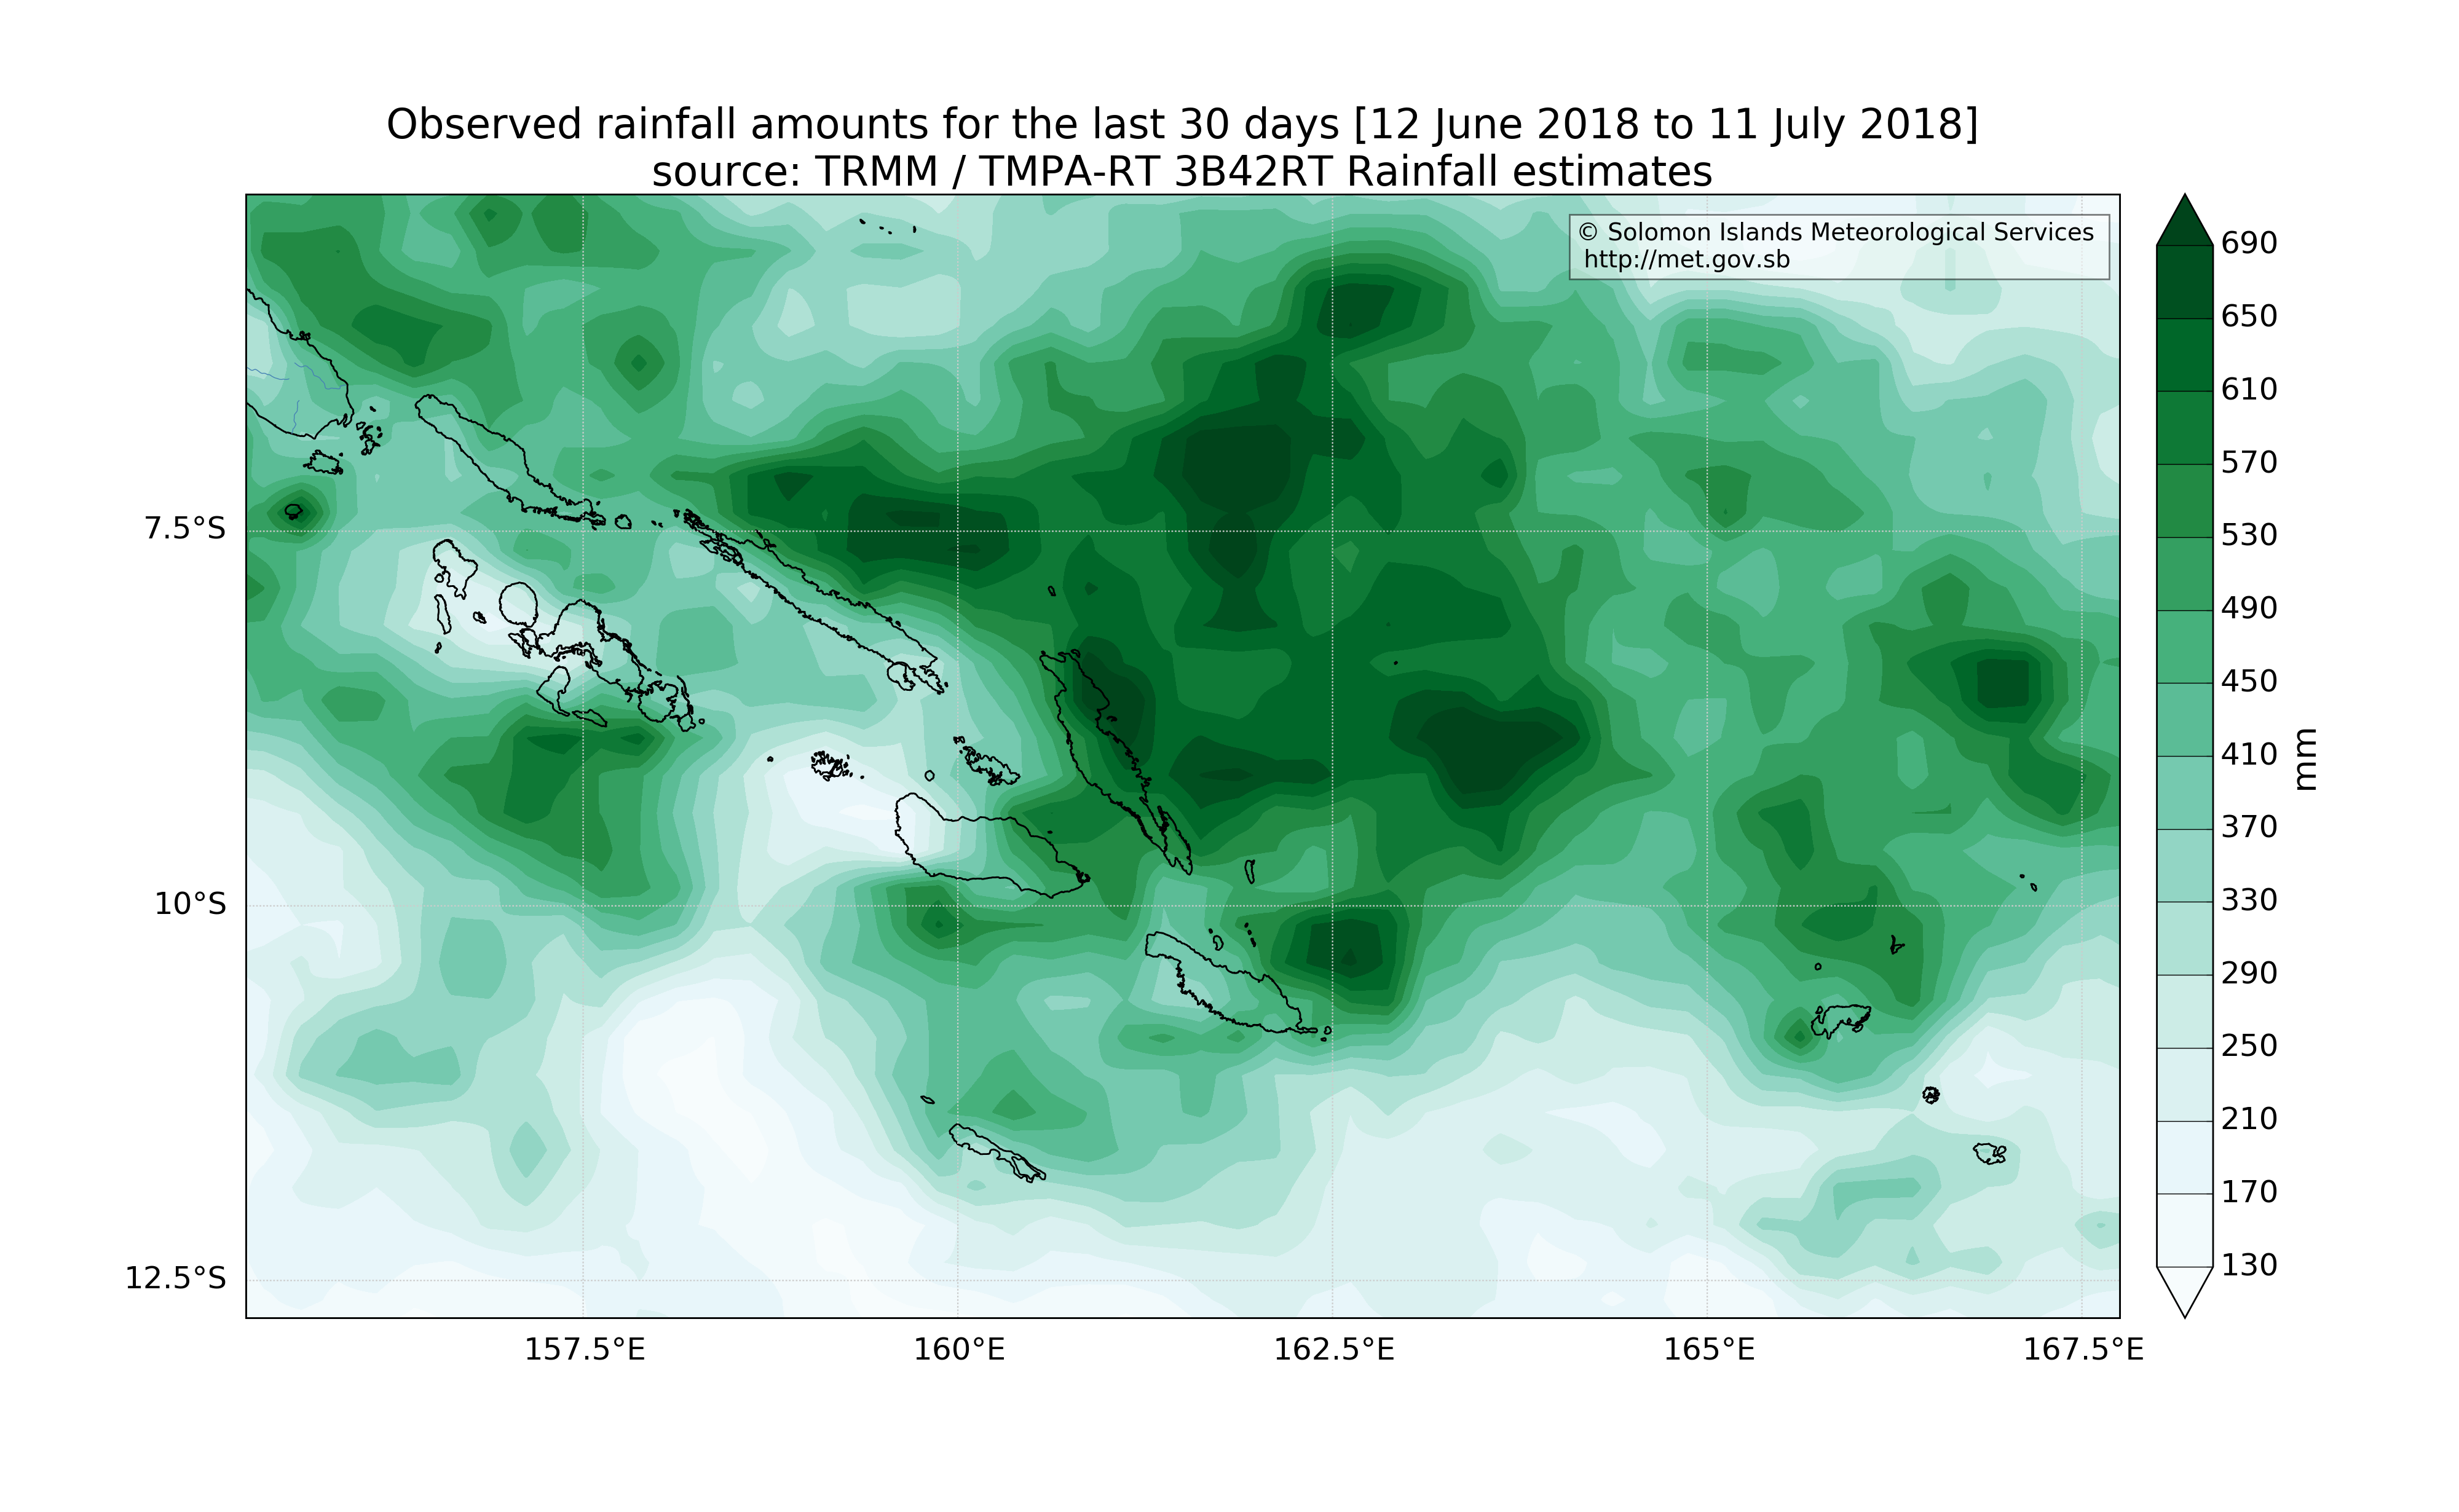 Observed rainfall amounts for the last 30 days [12 June 2018 to 11 July 2018]
source: TRMM / TMPA-RT 3B42RT Rainfall estimates
© Solomon Islands Meteorological Services
http://met.gov.sb
7.5°S
10°S
12.5°S
157.5°E
160°E
162.5°E
165°E
167.5°E
690
650
610
570
530
490
450
410
370
330
290
250
210
170
130
mm